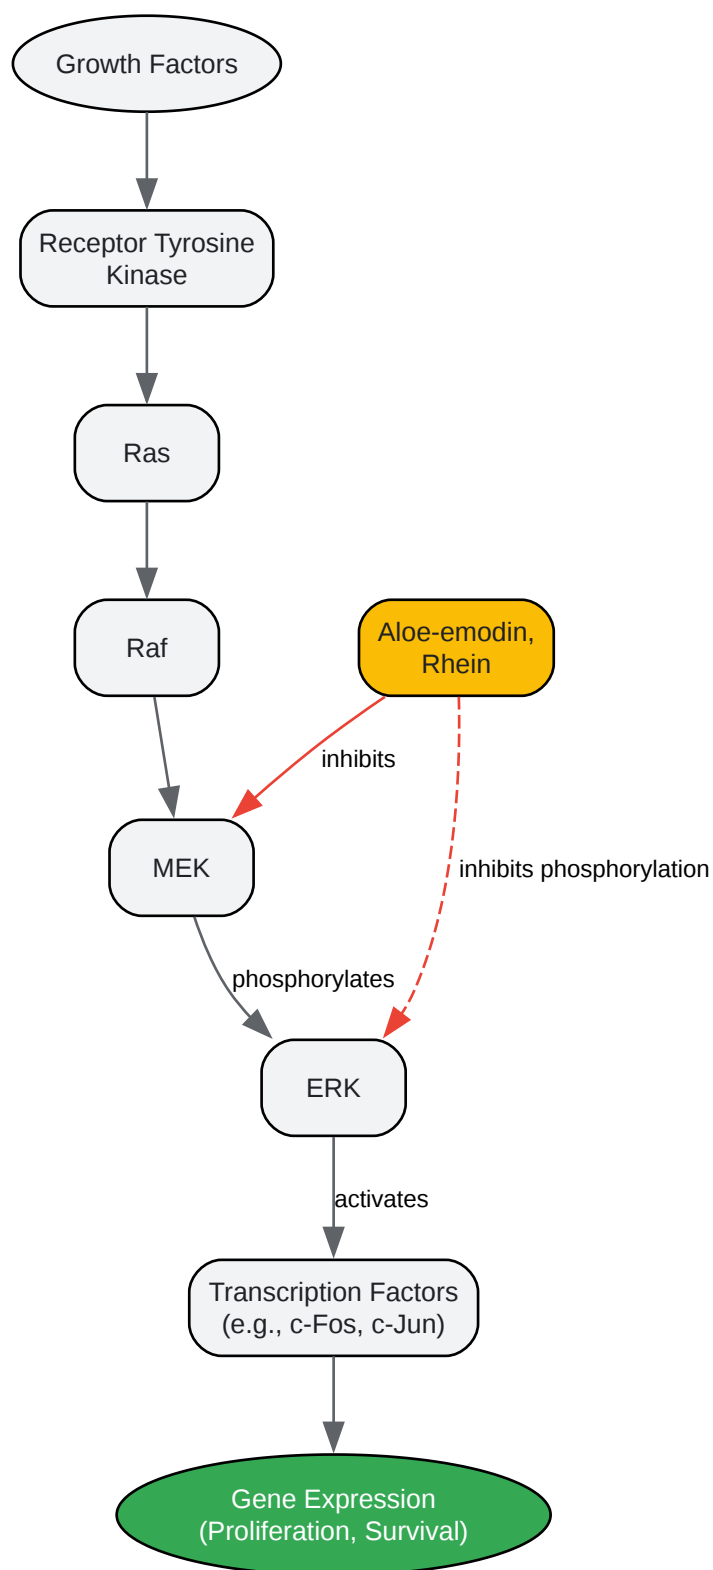 Growth Factors
Receptor Tyrosine
Kinase
Ras
Raf
Aloe-emodin,
Rhein
inhibits
MEK
inhibits phosphorylation
phosphorylates
ERK
activates
Transcription Factors
(e.g., c-Fos, c-Jun)
Gene Expression
(Proliferation, Survival)